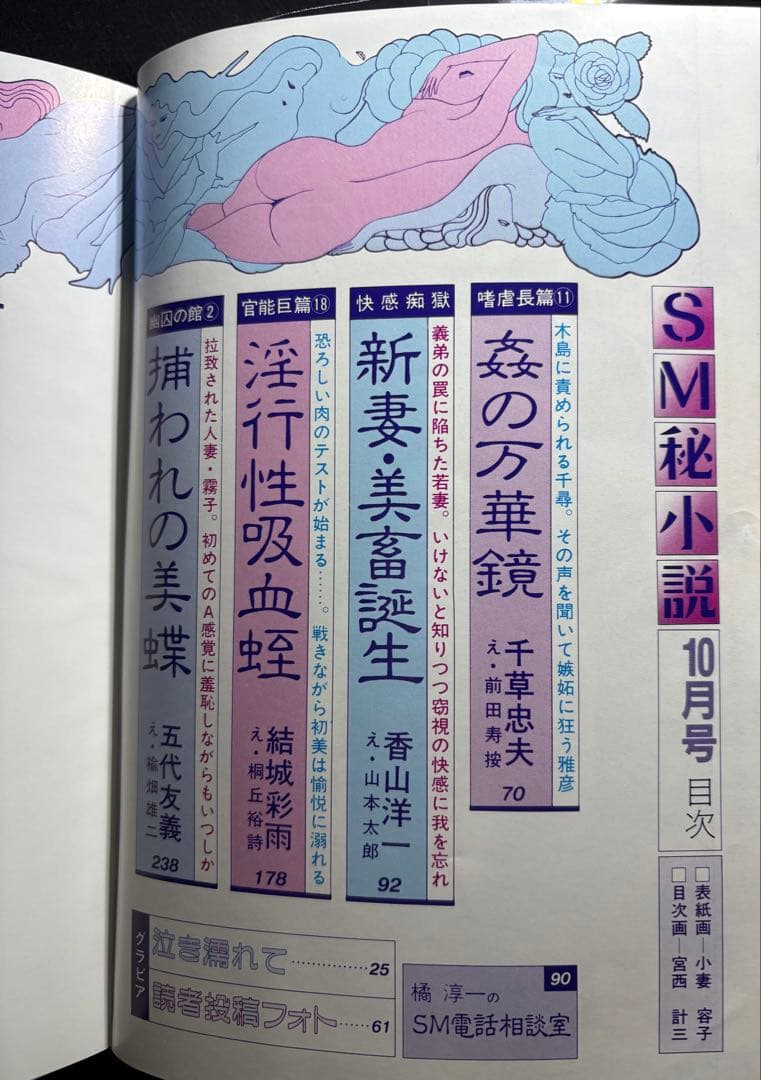 SM秘小説
10月号 目次
□表紙画―小妻 容子
□目次画―宮西 計三
嗜虐長篇⑪
木島に責められる千尋。その声を聞いて嫉妬に狂う雅彦
姦の万華鏡
千草忠夫
え・前田寿按
70
快感痴獄
義弟の罠に陥ちた若妻。いけないと知りつつ窃視の快感に我を忘れ
新妻・美畜誕生
香山洋一
え・山本太郎
92
官能巨篇⑱
恐ろしい肉のテストが始まる……。戦きながら初美は愉悦に溺れる
淫行性吸血蛭
結城彩雨
え・桐丘裕詩
178
幽囚の館②
拉致された人妻・霧子。初めてのA感覚に羞恥しながらもいつしか
捕われの美蝶
五代友義
え・楡畑雄二
238
グラビア
泣き濡れて…………25
読者投稿フォト……61
90
橘 淳一の
SM電話相談室